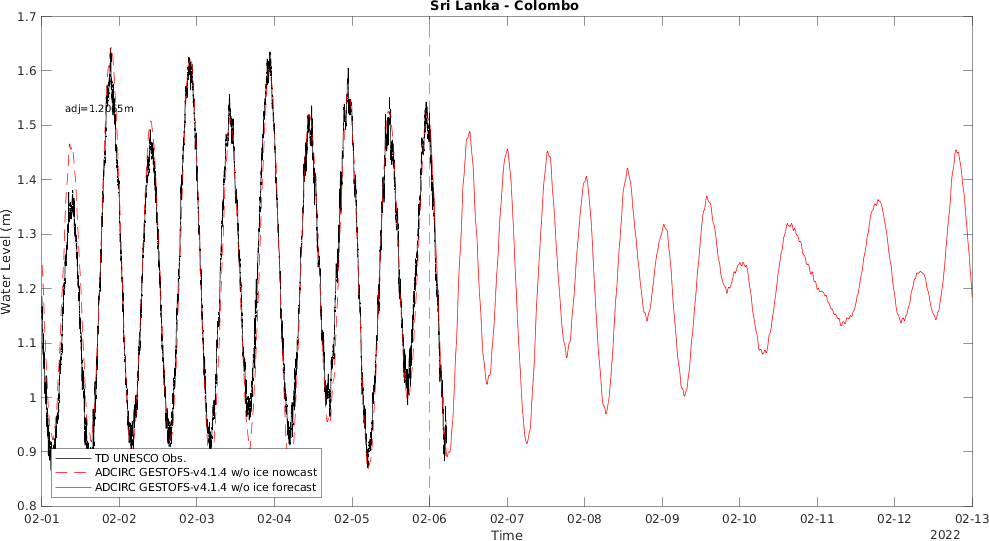 Sri Lanka - Colombo
1.7
1.6
1.5
1.4
1.3
1.2
1.1
1
0.9
0.8
Water Level (m)
TD UNESCO Obs.
ADCIRC GESTOFS-v4.1.4 w/o ice nowcast
ADCIRC GESTOFS-v4.1.4 w/o ice forecast
02-01 02-02 02-03 02-04 02-05 02-06 02-07 02-08 02-09 02-10 02-11 02-12 02-13
Time
2022